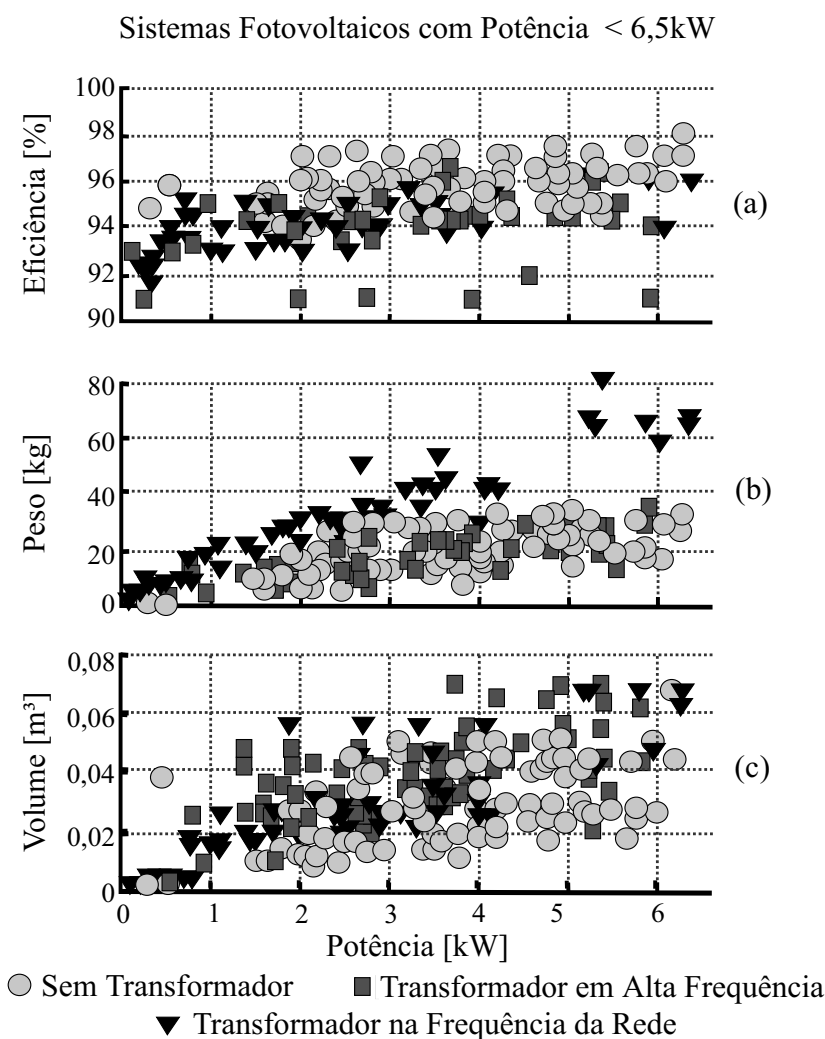 Sistemas Fotovoltaicos com Potência < 6,5kW
Eficiência [%]
100
98
96
94
92
90
(a)
Peso [kg]
80
60
40
20
0
(b)
Volume [m³]
0,08
0,06
0,04
0,02
0
(c)
0 1 2 3 4 5 6
Potência [kW]
Sem Transformador Transformador em Alta Frequência
Transformador na Frequência da Rede